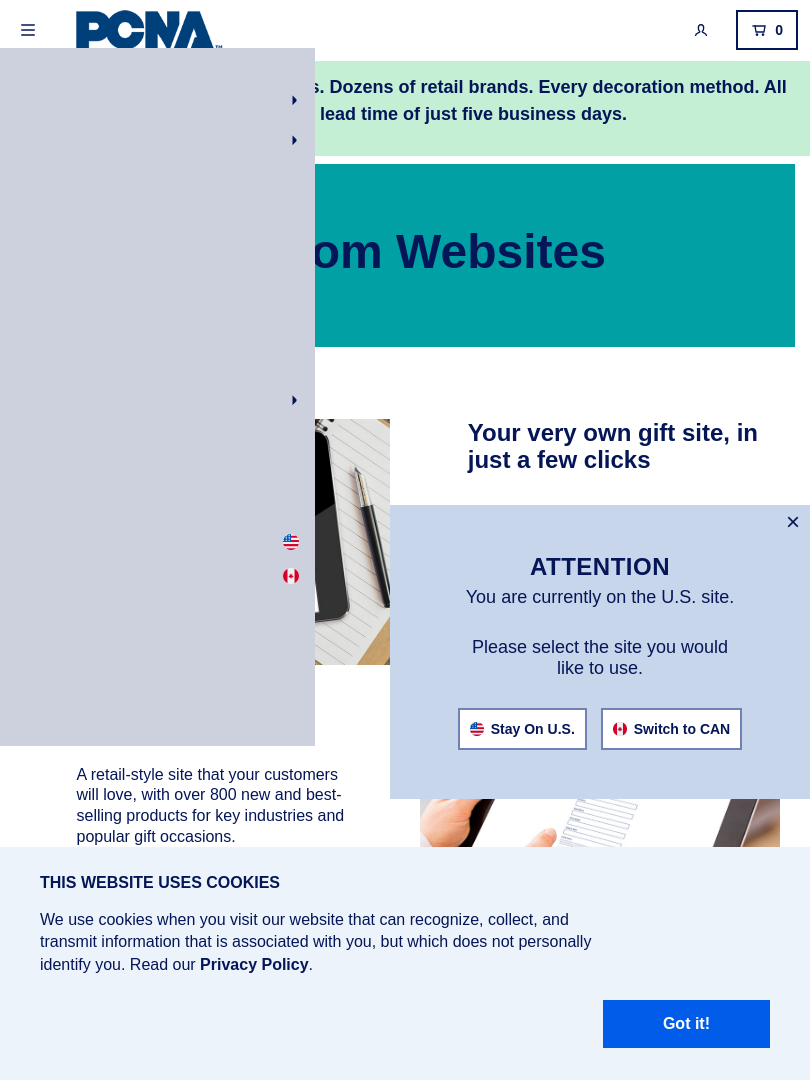 PCNA
™
0
s. Dozens of retail brands. Every decoration method. All
lead time of just five business days.
om Websites
Your very own gift site, in
just a few clicks
ATTENTION
You are currently on the U.S. site.
Please select the site you would
like to use.
Stay On U.S.
Switch to CAN
A retail-style site that your customers
will love, with over 800 new and best-
selling products for key industries and
popular gift occasions.
THIS WEBSITE USES COOKIES
We use cookies when you visit our website that can recognize, collect, and
transmit information that is associated with you, but which does not personally
identify you. Read our Privacy Policy.
Got it!